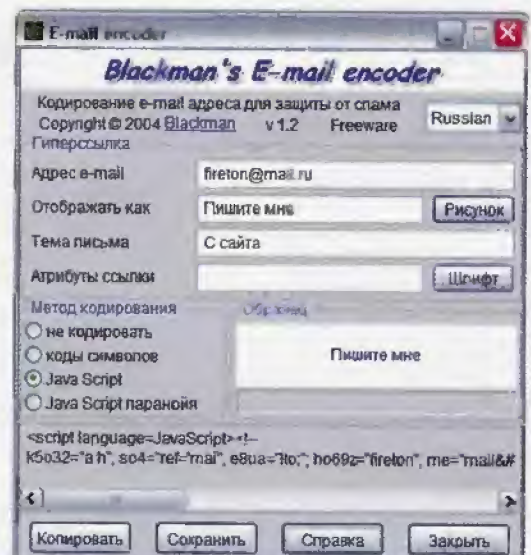 E-mail encoder
Blackman's E-mail encoder
Кодирование e-mail адреса для защиты от спама
Copyright © 2004 Blackman v 1.2 Freeware
Russian
Гиперссылка
Адрес e-mail
fireton@mail.ru
Отображать как
Пишите мне
Рисунок
Тема письма
С сайта
Атрибуты ссылки
Шрифт
Метод кодирования
Образец
не кодировать
коды символов
Java Script
Java Script паранойя
Пишите мне
<script language=JavaScript><!--
k5o32="a h", so4="ref='mai", e8ua="lto:"; ho69z="fireton", me="mail&#
Копировать
Сохранить
Справка
Закрыть